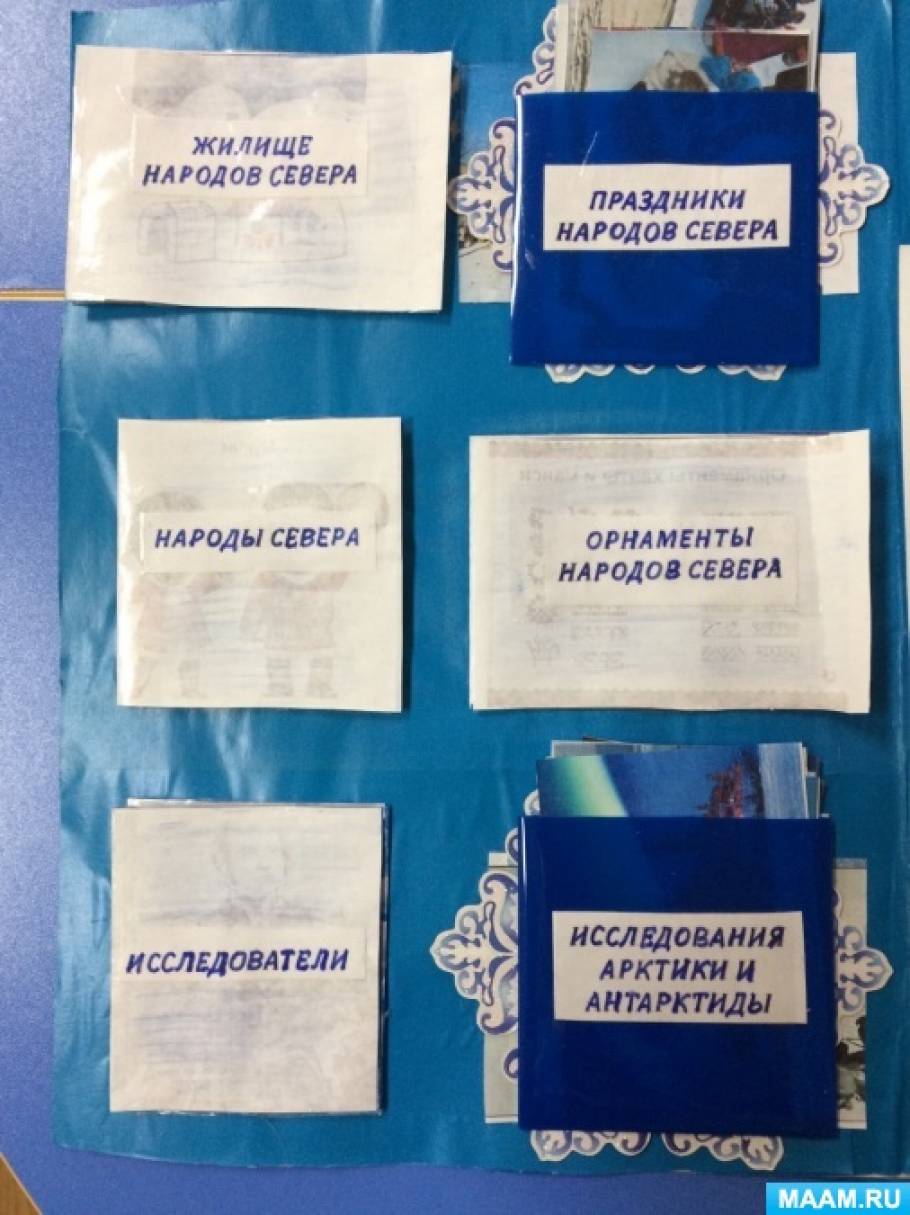 ЖИЛИЩЕ
НАРОДОВ СЕВЕРА
ПРАЗДНИКИ
НАРОДОВ СЕВЕРА
НАРОДЫ СЕВЕРА
ОРНАМЕНТЫ
НАРОДОВ СЕВЕРА
ИССЛЕДОВАТЕЛИ
ИССЛЕДОВАНИЯ
АРКТИКИ И
АНТАРКТИДЫ
MAAM.RU